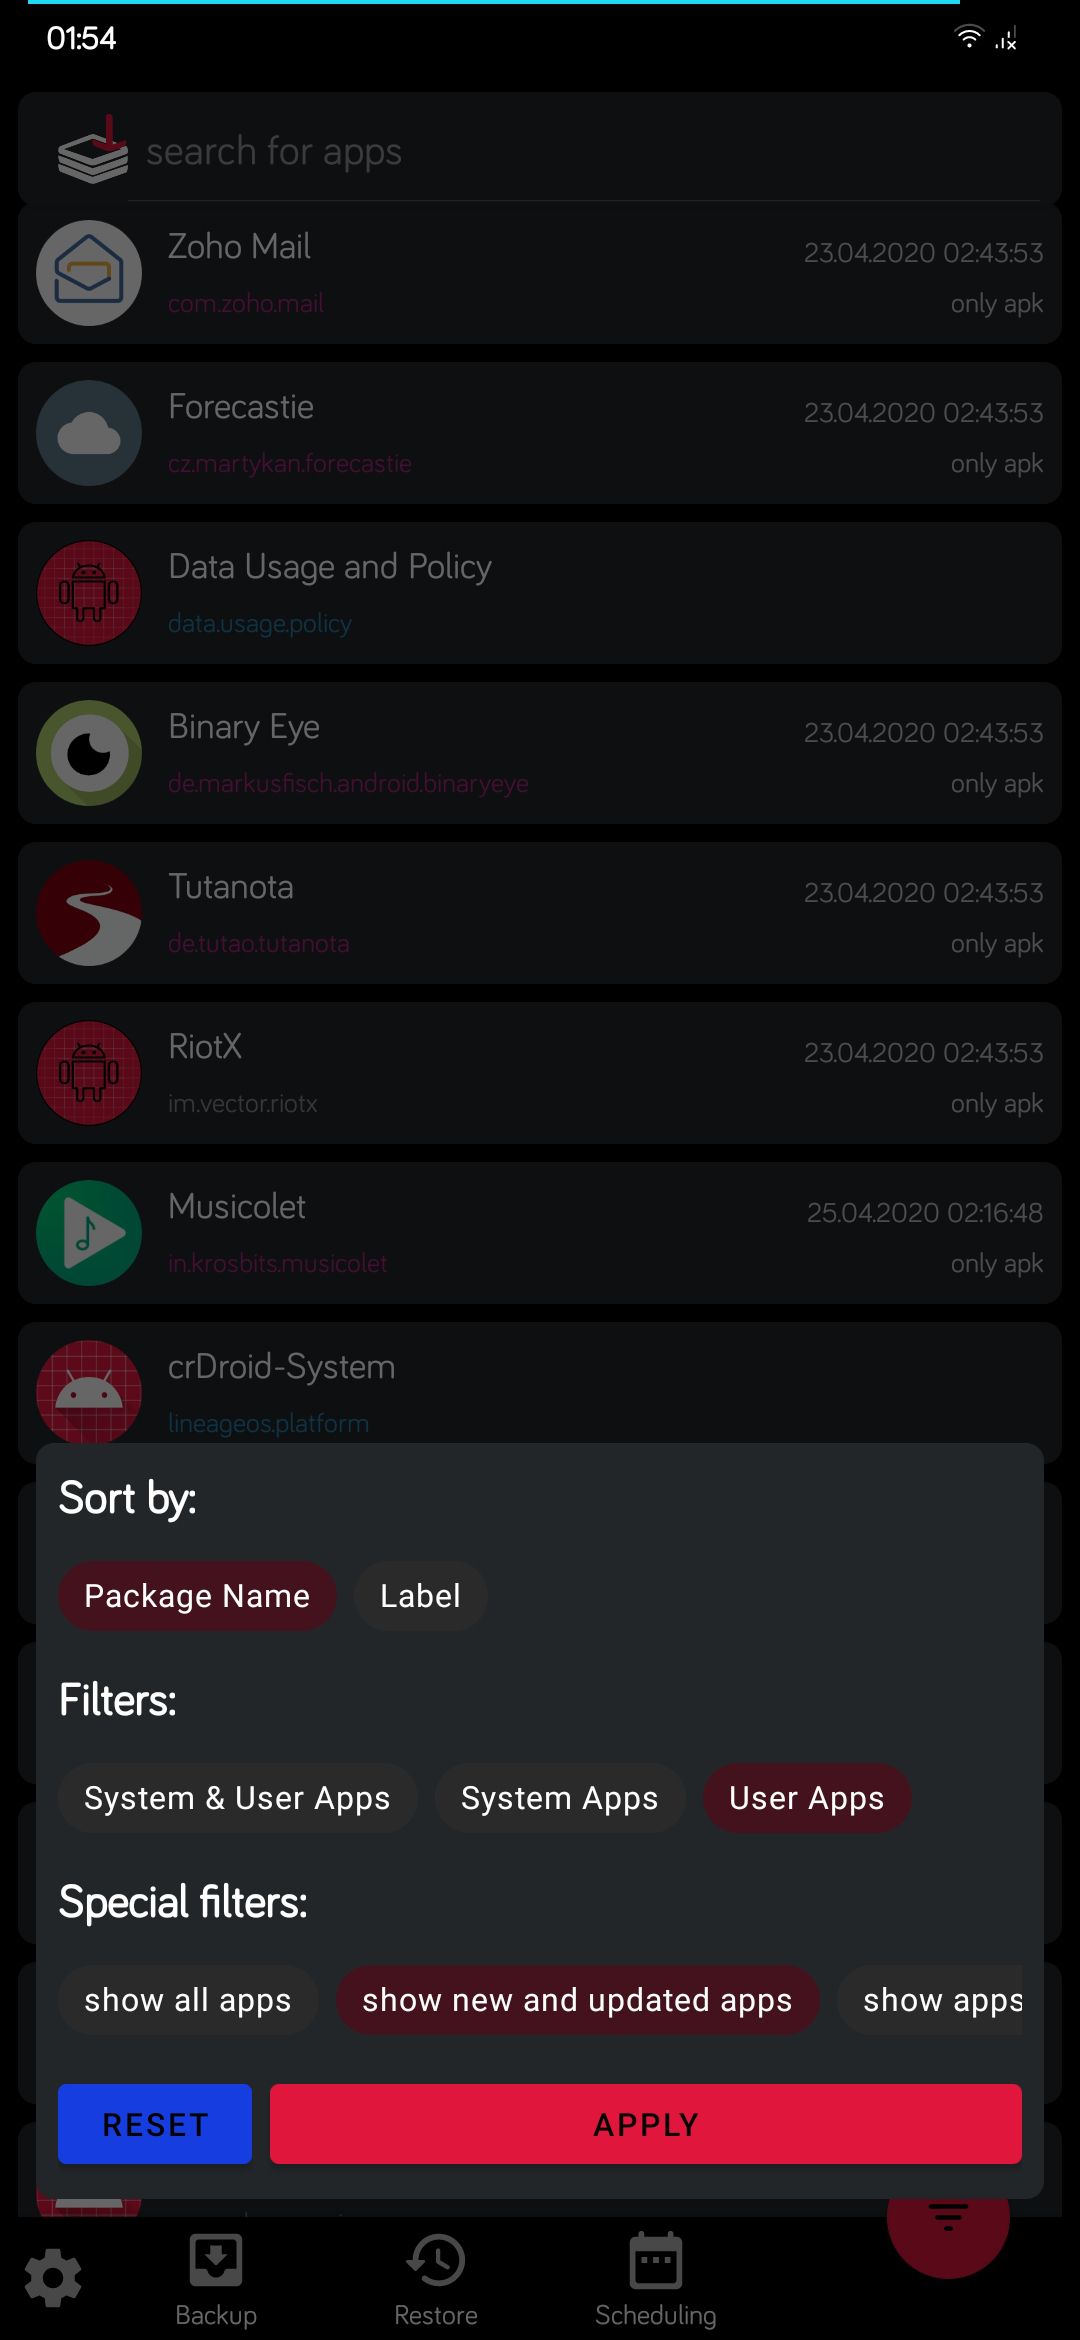 01:54
search for apps
Zoho Mail
23.04.2020 02:43:53
com.zoho.mail
only apk
Forecastie
23.04.2020 02:43:53
cz.martykan.forecastie
only apk
Data Usage and Policy
data.usage.policy
Binary Eye
23.04.2020 02:43:53
de.markusfisch.android.binaryeye
only apk
Tutanota
23.04.2020 02:43:53
de.tutao.tutanota
only apk
RiotX
23.04.2020 02:43:53
im.vector.riotx
only apk
Musicolet
25.04.2020 02:16:48
in.krosbits.musicolet
only apk
crDroid-System
lineageos.platform
Sort by:
Package Name Label
Filters:
System & User Apps System Apps User Apps
Special filters:
show all apps show new and updated apps show apps
RESET APPLY
Backup Restore Scheduling